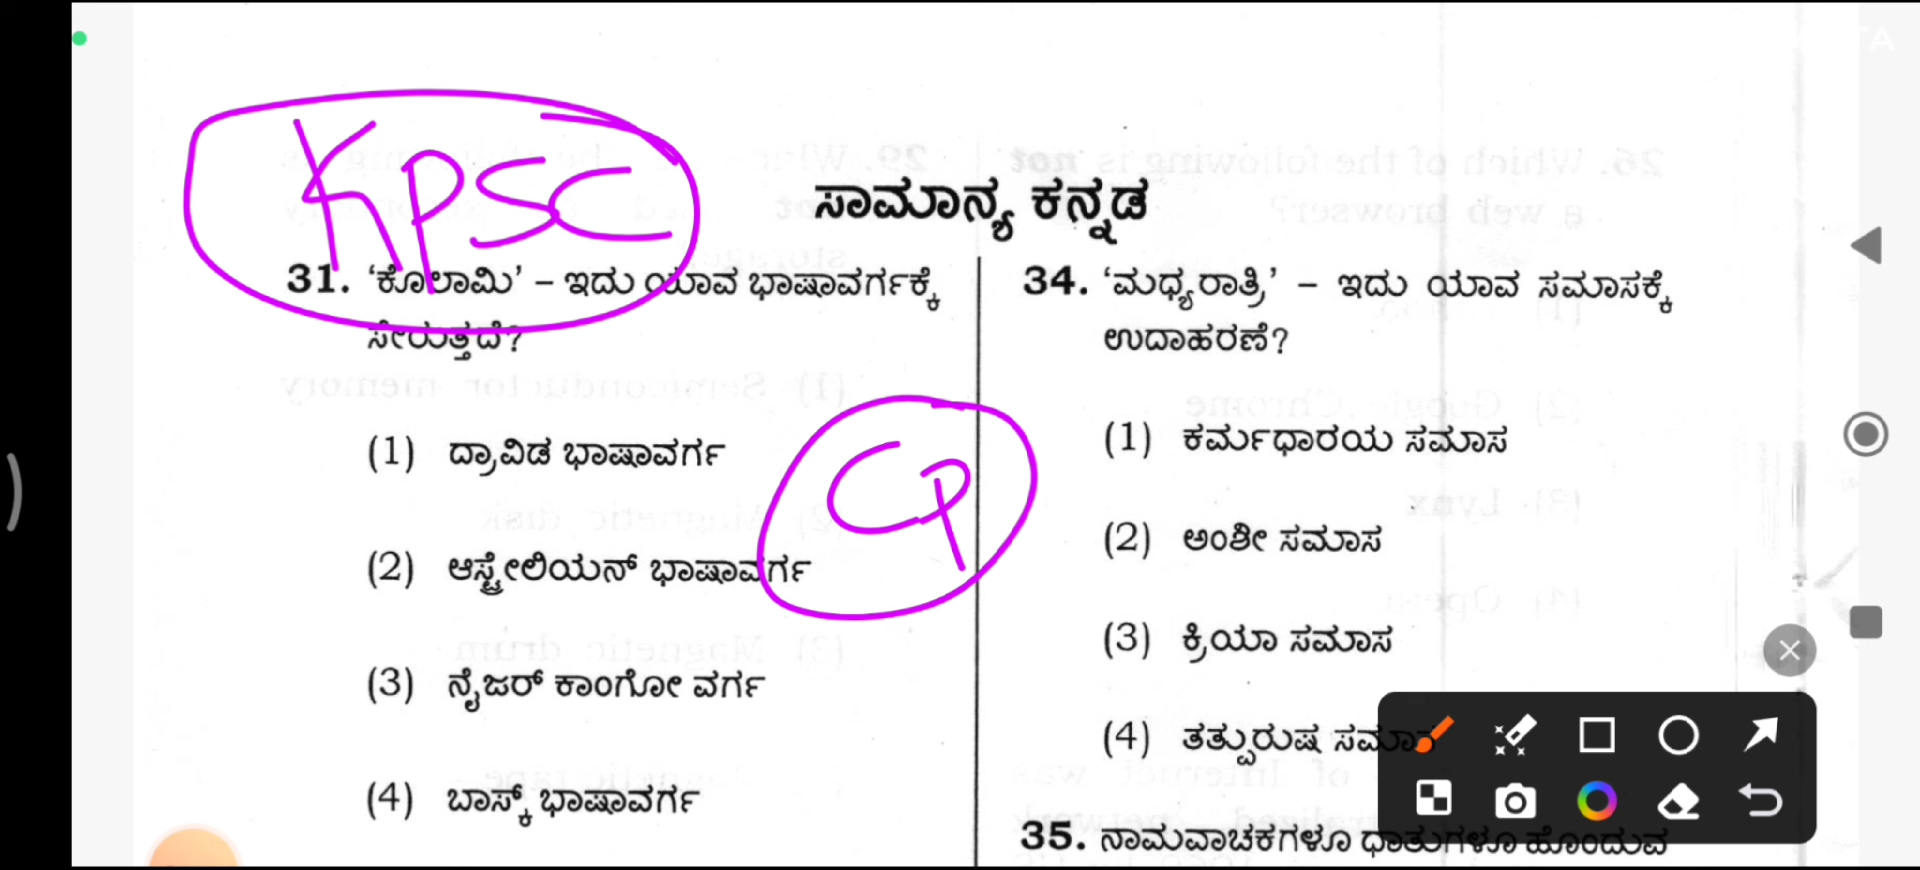 KPSC
ಸಾಮಾನ್ಯ ಕನ್ನಡ
31. ‘ಕೊಲಾಮಿ’ – ಇದು ಯಾವ ಭಾಷಾವರ್ಗಕ್ಕೆ
ಸೇರುತ್ತದೆ?
(1) ದ್ರಾವಿಡ ಭಾಷಾವರ್ಗ
(2) ಆಸ್ಟ್ರೇಲಿಯನ್ ಭಾಷಾವರ್ಗ
(3) ನೈಜರ್ ಕಾಂಗೋ ವರ್ಗ
(4) ಬಾಸ್ಕ್ ಭಾಷಾವರ್ಗ
CP
34. ‘ಮಧ್ಯರಾತ್ರಿ’ – ಇದು ಯಾವ ಸಮಾಸಕ್ಕೆ
ಉದಾಹರಣೆ?
(1) ಕರ್ಮಧಾರಯ ಸಮಾಸ
(2) ಅಂಶೀ ಸಮಾಸ
(3) ಕ್ರಿಯಾ ಸಮಾಸ
(4) ತತ್ಪುರುಷ ಸಮಾಸ
35. ನಾಮವಾಚಕಗಳೂ ಧಾತುಗಳೂ ಹೊಂದುವ